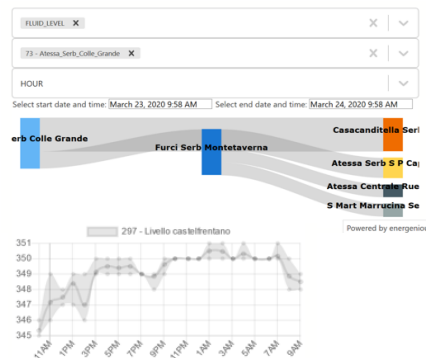 FLUID_LEVEL X
73 - Atessa_Serb_Colle_Grande X
HOUR
Select start date and time: March 23, 2020 9:58 AM Select end date and time: March 24, 2020 9:58 AM
erb Colle Grande
Furci Serb Montetaverna
Casacanditella Seri
Atessa Serb S P Ca
Atessa Centrale Rue
S Mart Marrucina Se
Powered by energenio
297 - Livello castelfrentano
351
350
349
348
347
346
345
11AM 1PM 3PM 5PM 7PM 9PM 11PM 1AM 3AM 5AM 7AM 9AM